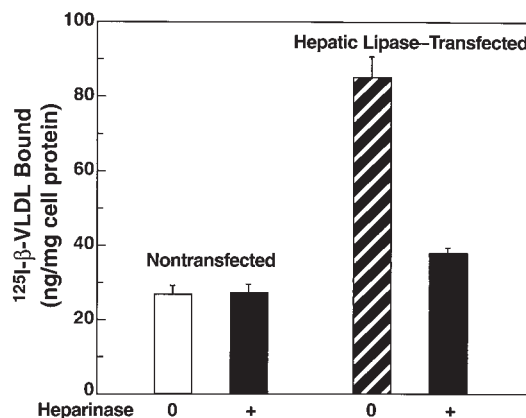 ¹²⁵I-β-VLDL Bound
(ng/mg cell protein)
100
80
60
40
20
0
Hepatic Lipase–Transfected
Nontransfected
Heparinase 0 + 0 +